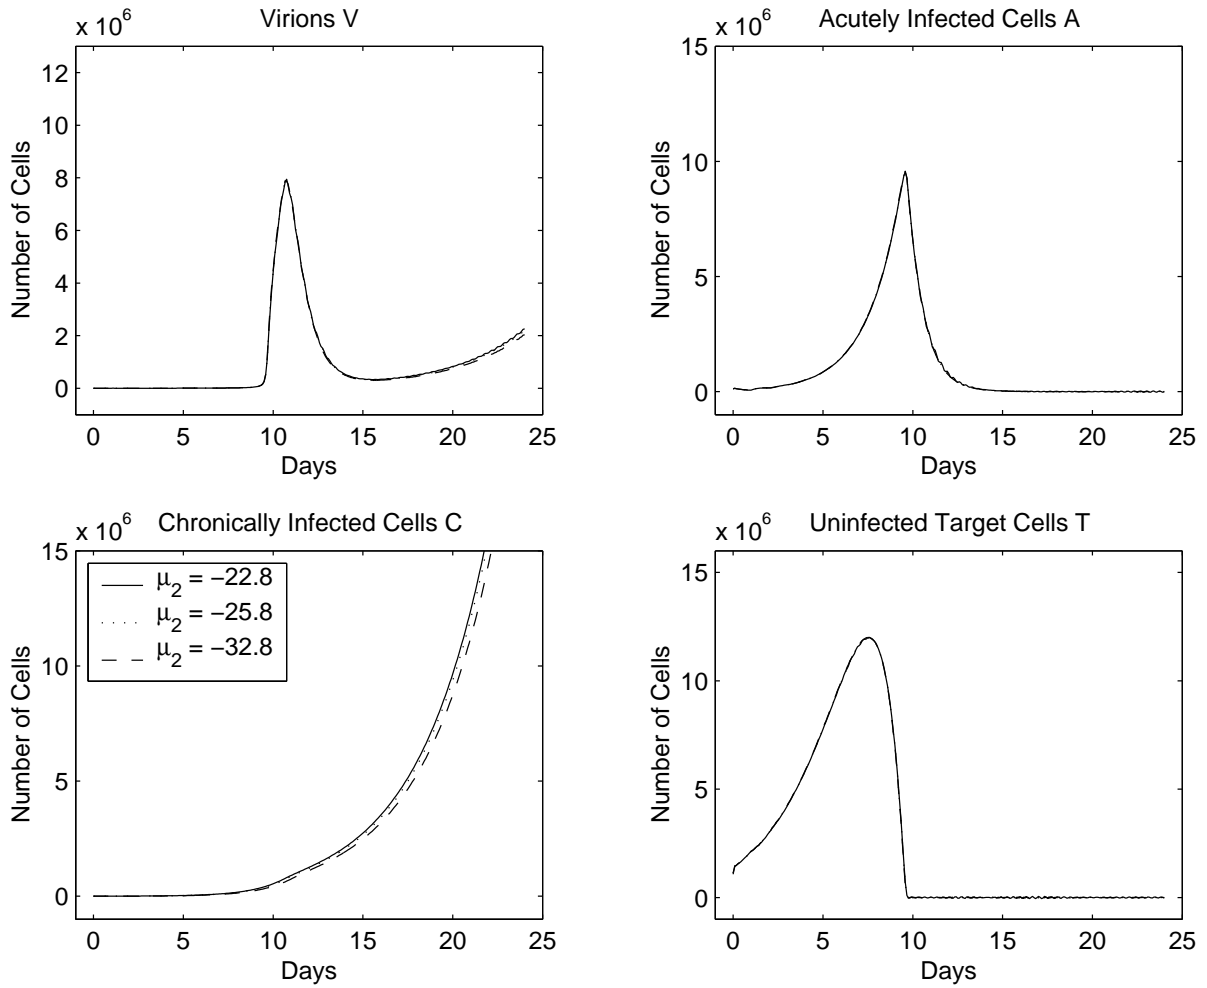 Virions V
x 10^6
12
10
8
6
4
2
0
Number of Cells
0 5 10 15 20 25
Days
Acutely Infected Cells A
x 10^6
15
10
5
0
Number of Cells
0 5 10 15 20 25
Days
Chronically Infected Cells C
x 10^6
15
10
5
0
Number of Cells
μ_2 = −22.8
μ_2 = −25.8
μ_2 = −32.8
0 5 10 15 20 25
Days
Uninfected Target Cells T
x 10^6
15
10
5
0
Number of Cells
0 5 10 15 20 25
Days